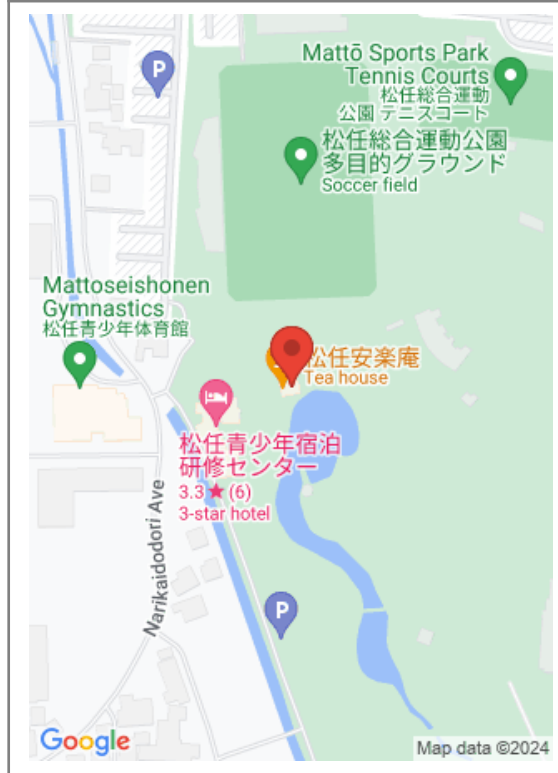 P
Mattō Sports Park
Tennis Courts
松任総合運動
公園 テニスコート
松任総合運動公園
多目的グラウンド
Soccer field
Mattoseishonen
Gymnastics
松任青少年体育館
松任安楽庵
Tea house
松任青少年宿泊
研修センター
3.3★(6)
3-star hotel
Narikaidodori Ave
P
Google
Map data ©2024